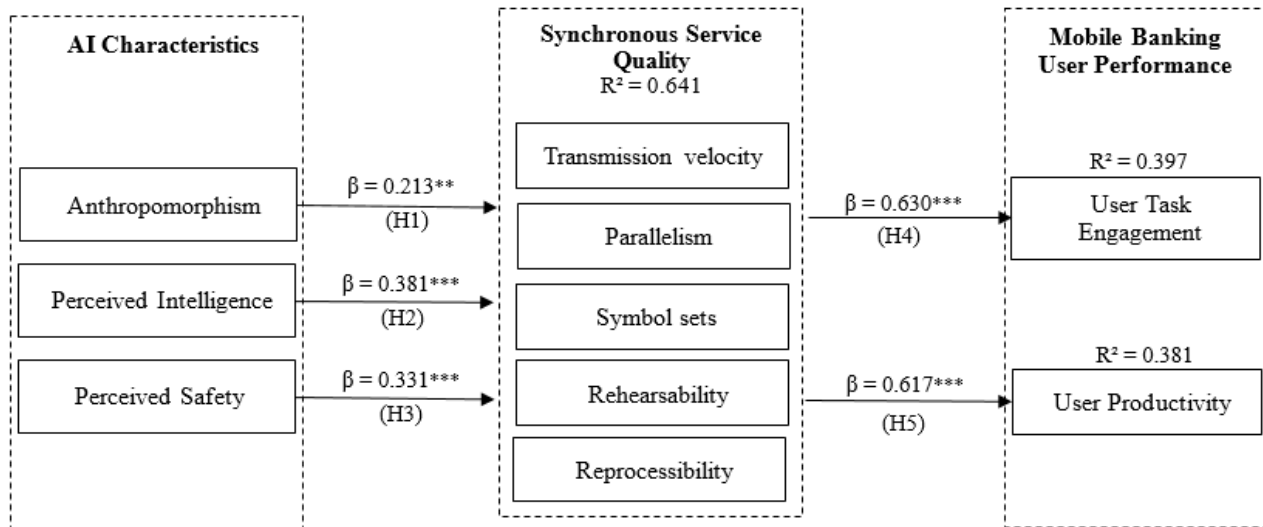 AI Characteristics
Anthropomorphism
Perceived Intelligence
Perceived Safety
β = 0.213**
(H1)
β = 0.381***
(H2)
β = 0.331***
(H3)
Synchronous Service
Quality
R² = 0.641
Transmission velocity
Parallelism
Symbol sets
Rehearsability
Reprocessibility
β = 0.630***
(H4)
β = 0.617***
(H5)
Mobile Banking
User Performance
R² = 0.397
User Task
Engagement
R² = 0.381
User Productivity